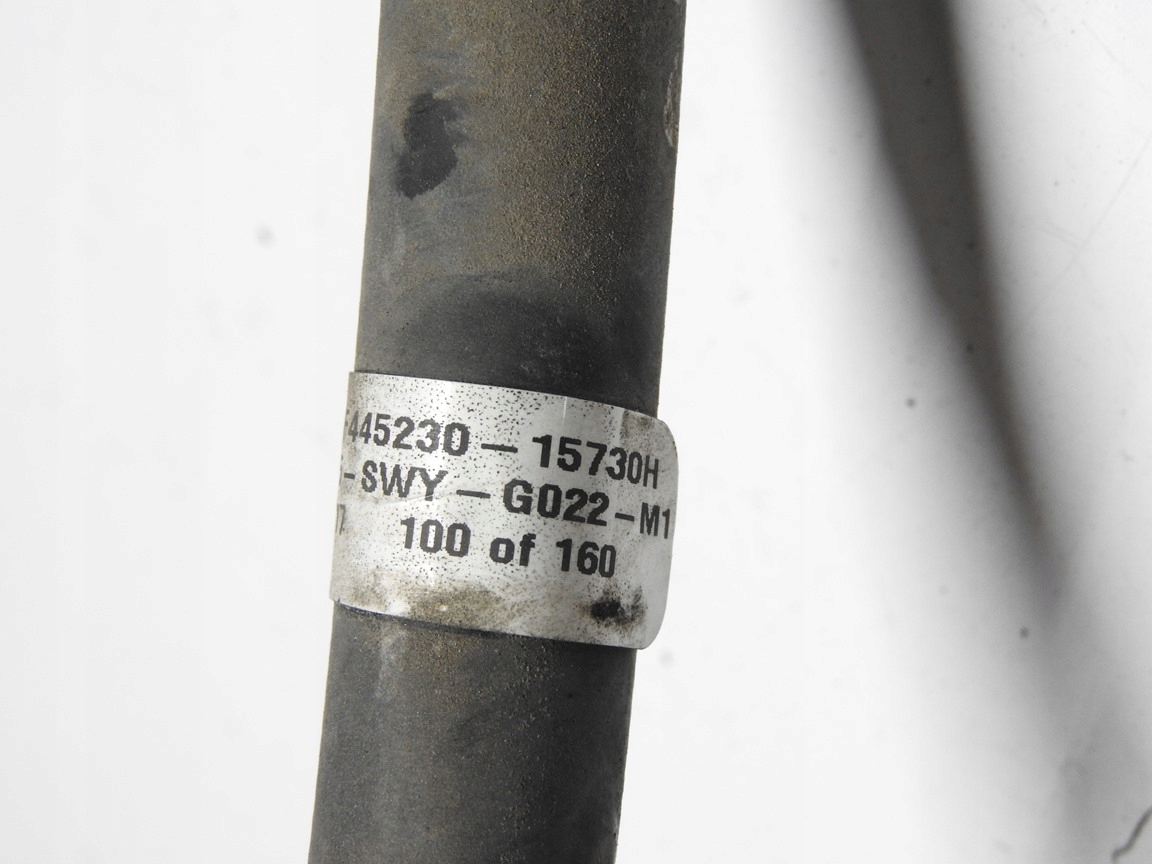 445230 – 15730H
-SWY – G022-M1
100 of 160